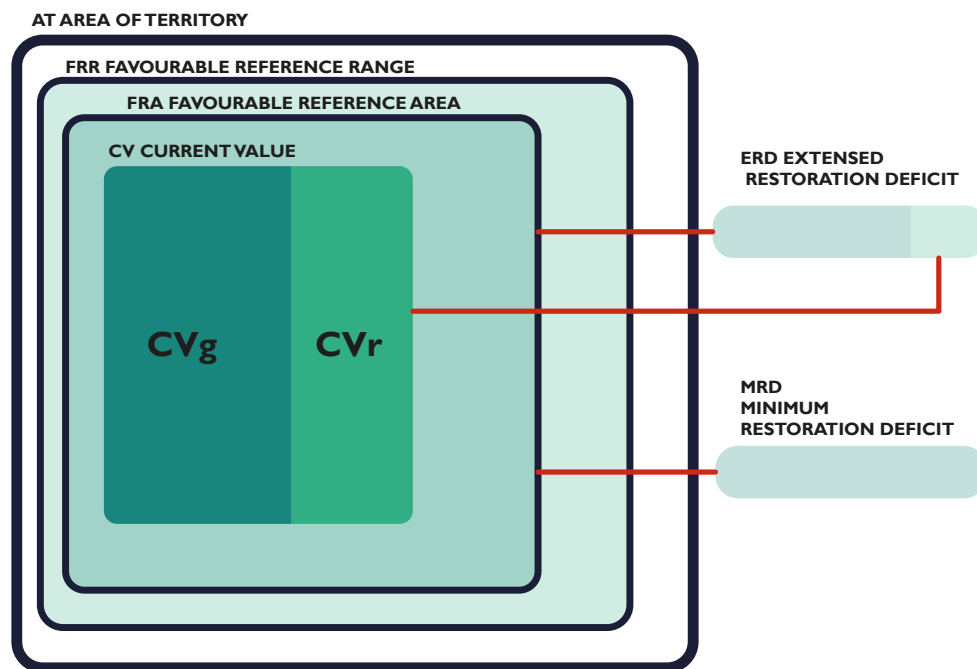 AT AREA OF TERRITORY
FRR FAVOURABLE REFERENCE RANGE
FRA FAVOURABLE REFERENCE AREA
CV CURRENT VALUE
CVg
CVr
ERD EXTENSED
RESTORATION DEFICIT
MRD
MINIMUM
RESTORATION DEFICIT